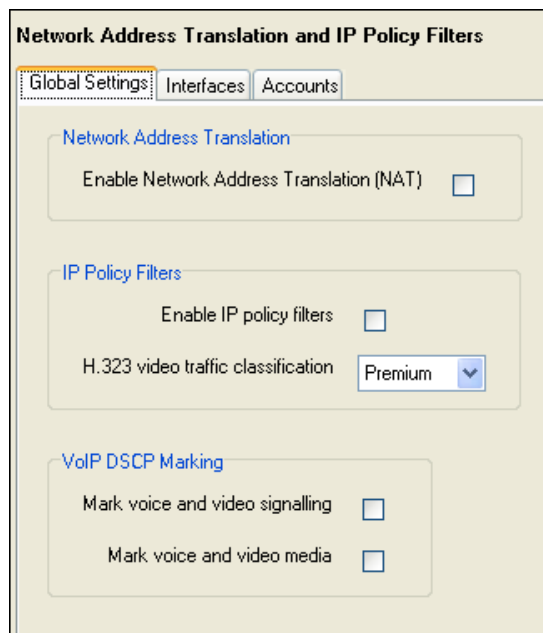 Network Address Translation and IP Policy Filters
Global Settings Interfaces Accounts
Network Address Translation
Enable Network Address Translation (NAT)
IP Policy Filters
Enable IP policy filters
H.323 video traffic classification Premium
VoIP DSCP Marking
Mark voice and video signalling
Mark voice and video media